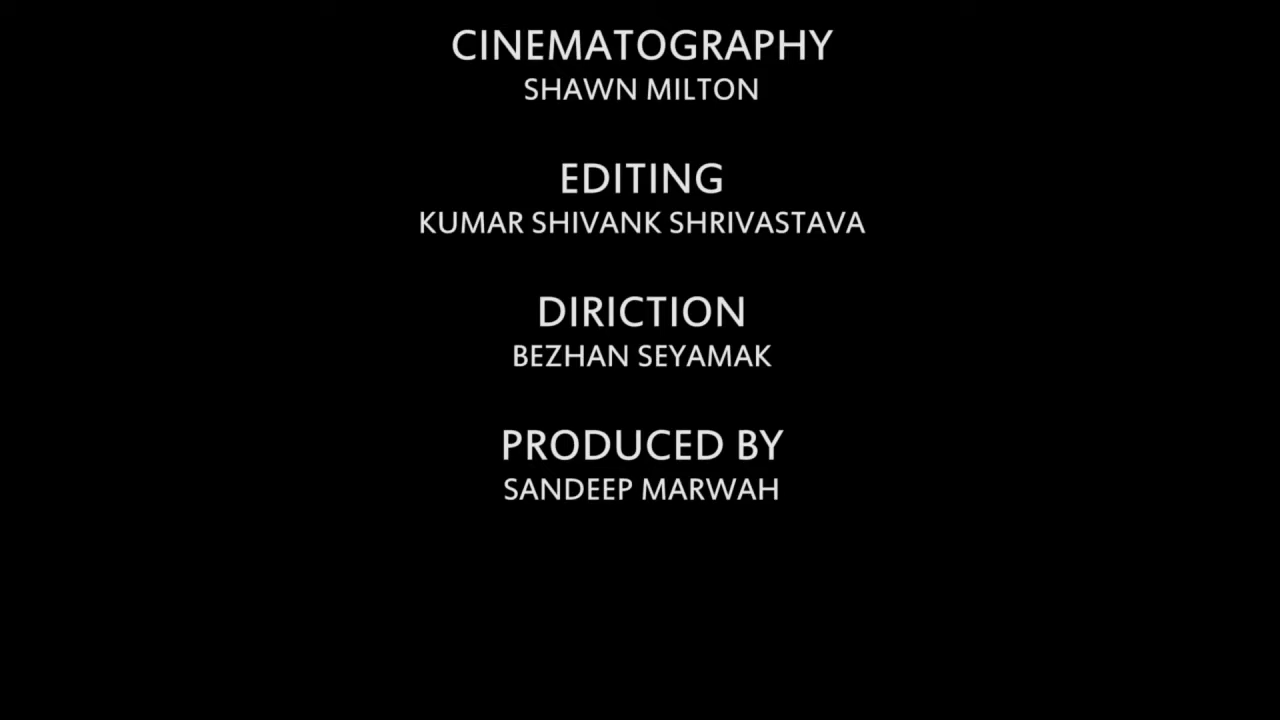 CINEMATOGRAPHY
SHAWN MILTON
EDITING
KUMAR SHIVANK SHRIVASTAVA
DIRICTION
BEZHAN SEYAMAK
PRODUCED BY
SANDEEP MARWAH